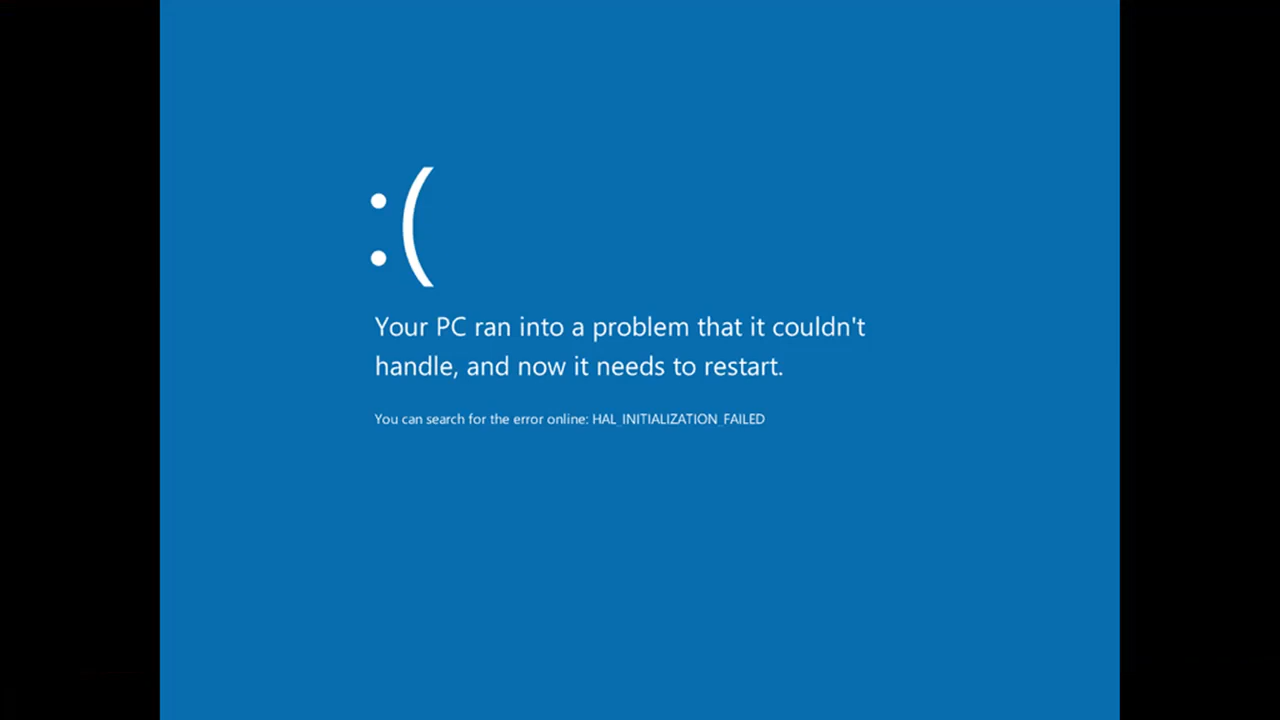 :(
Your PC ran into a problem that it couldn't
handle, and now it needs to restart.
You can search for the error online: HAL_INITIALIZATION_FAILED